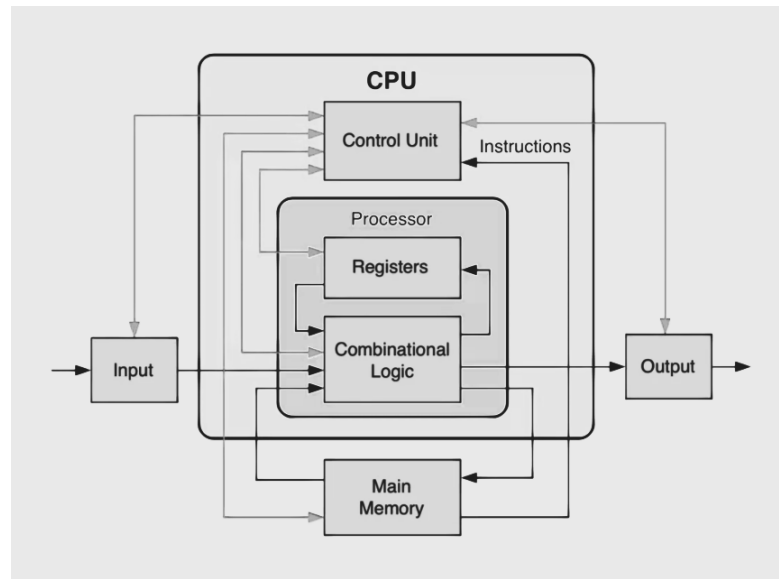 CPU
Control Unit
Instructions
Processor
Registers
Combinational
Logic
Input
Output
Main
Memory